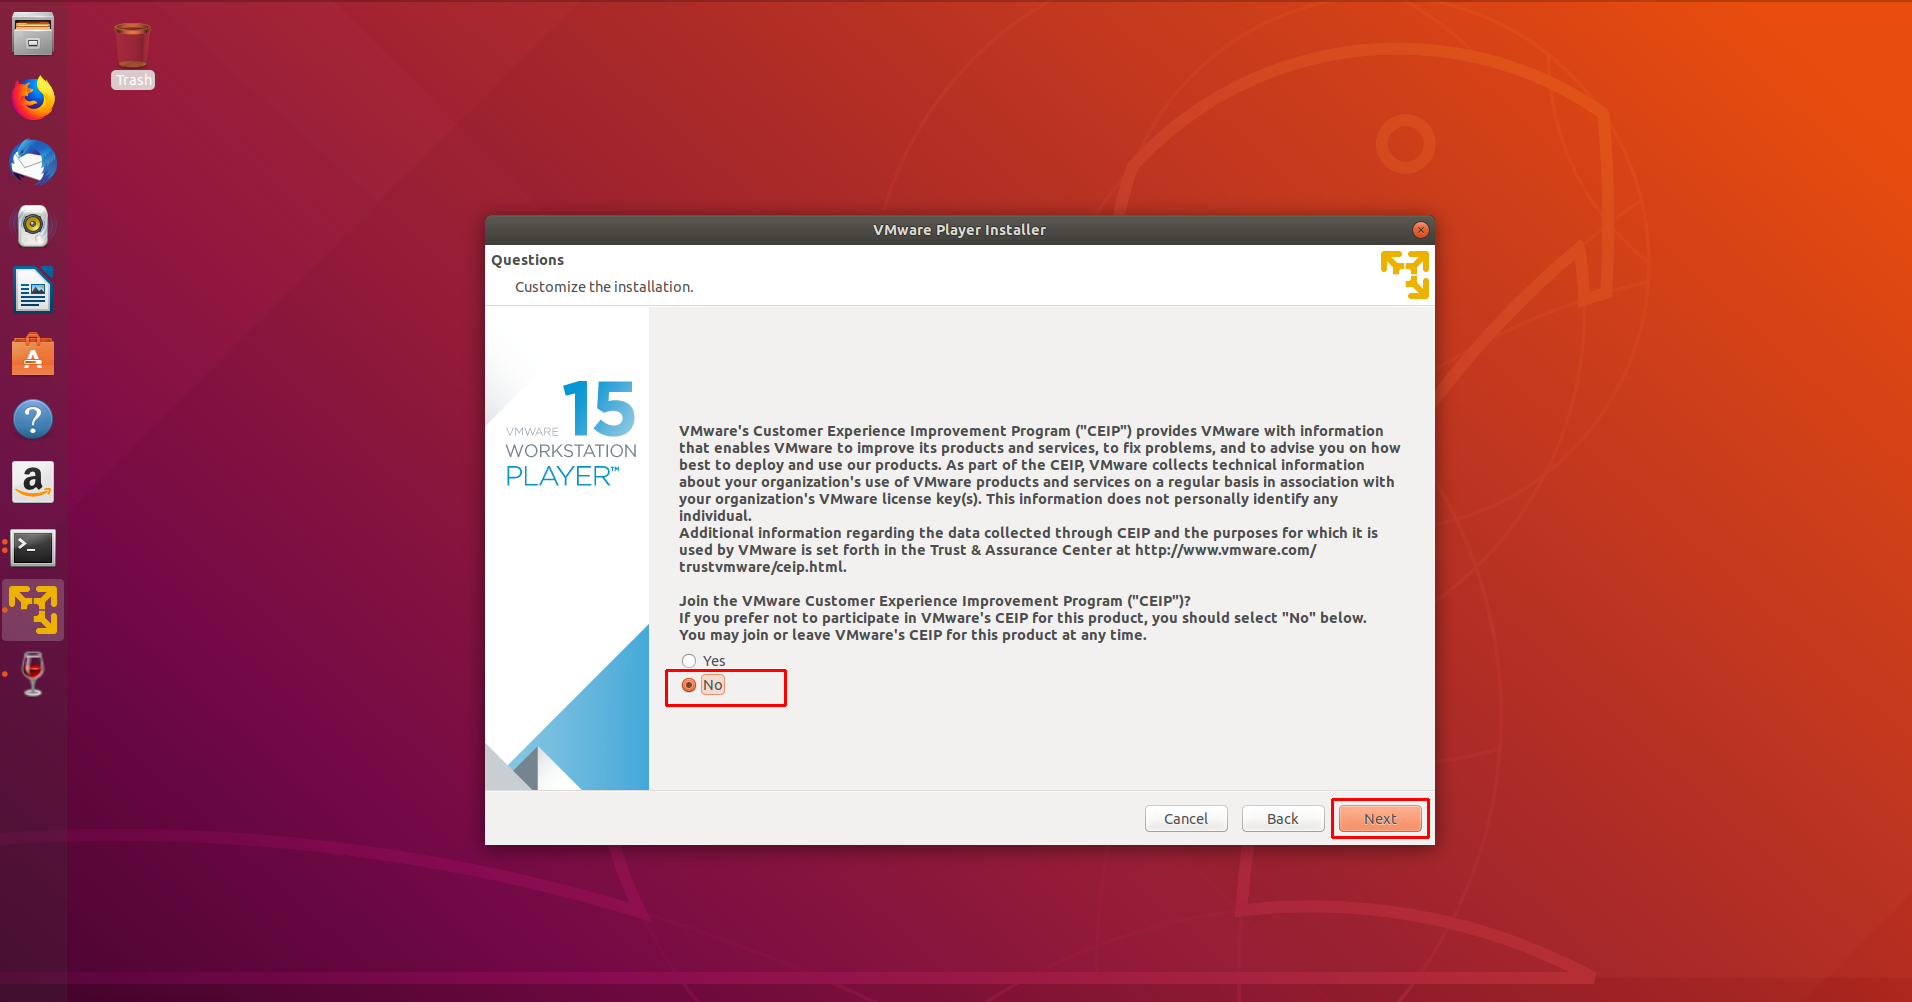 Trash
VMware Player Installer
Questions
Customize the installation.
15
VMWARE
WORKSTATION
PLAYER™
VMware's Customer Experience Improvement Program ("CEIP") provides VMware with information
that enables VMware to improve its products and services, to fix problems, and to advise you on how
best to deploy and use our products. As part of the CEIP, VMware collects technical information
about your organization's use of VMware products and services on a regular basis in association with
your organization's VMware license key(s). This information does not personally identify any
individual.
Additional information regarding the data collected through CEIP and the purposes for which it is
used by VMware is set forth in the Trust & Assurance Center at http://www.vmware.com/
trustvmware/ceip.html.
Join the VMware Customer Experience Improvement Program ("CEIP")?
If you prefer not to participate in VMware's CEIP for this product, you should select "No" below.
You may join or leave VMware's CEIP for this product at any time.
Yes
No
Cancel
Back
Next